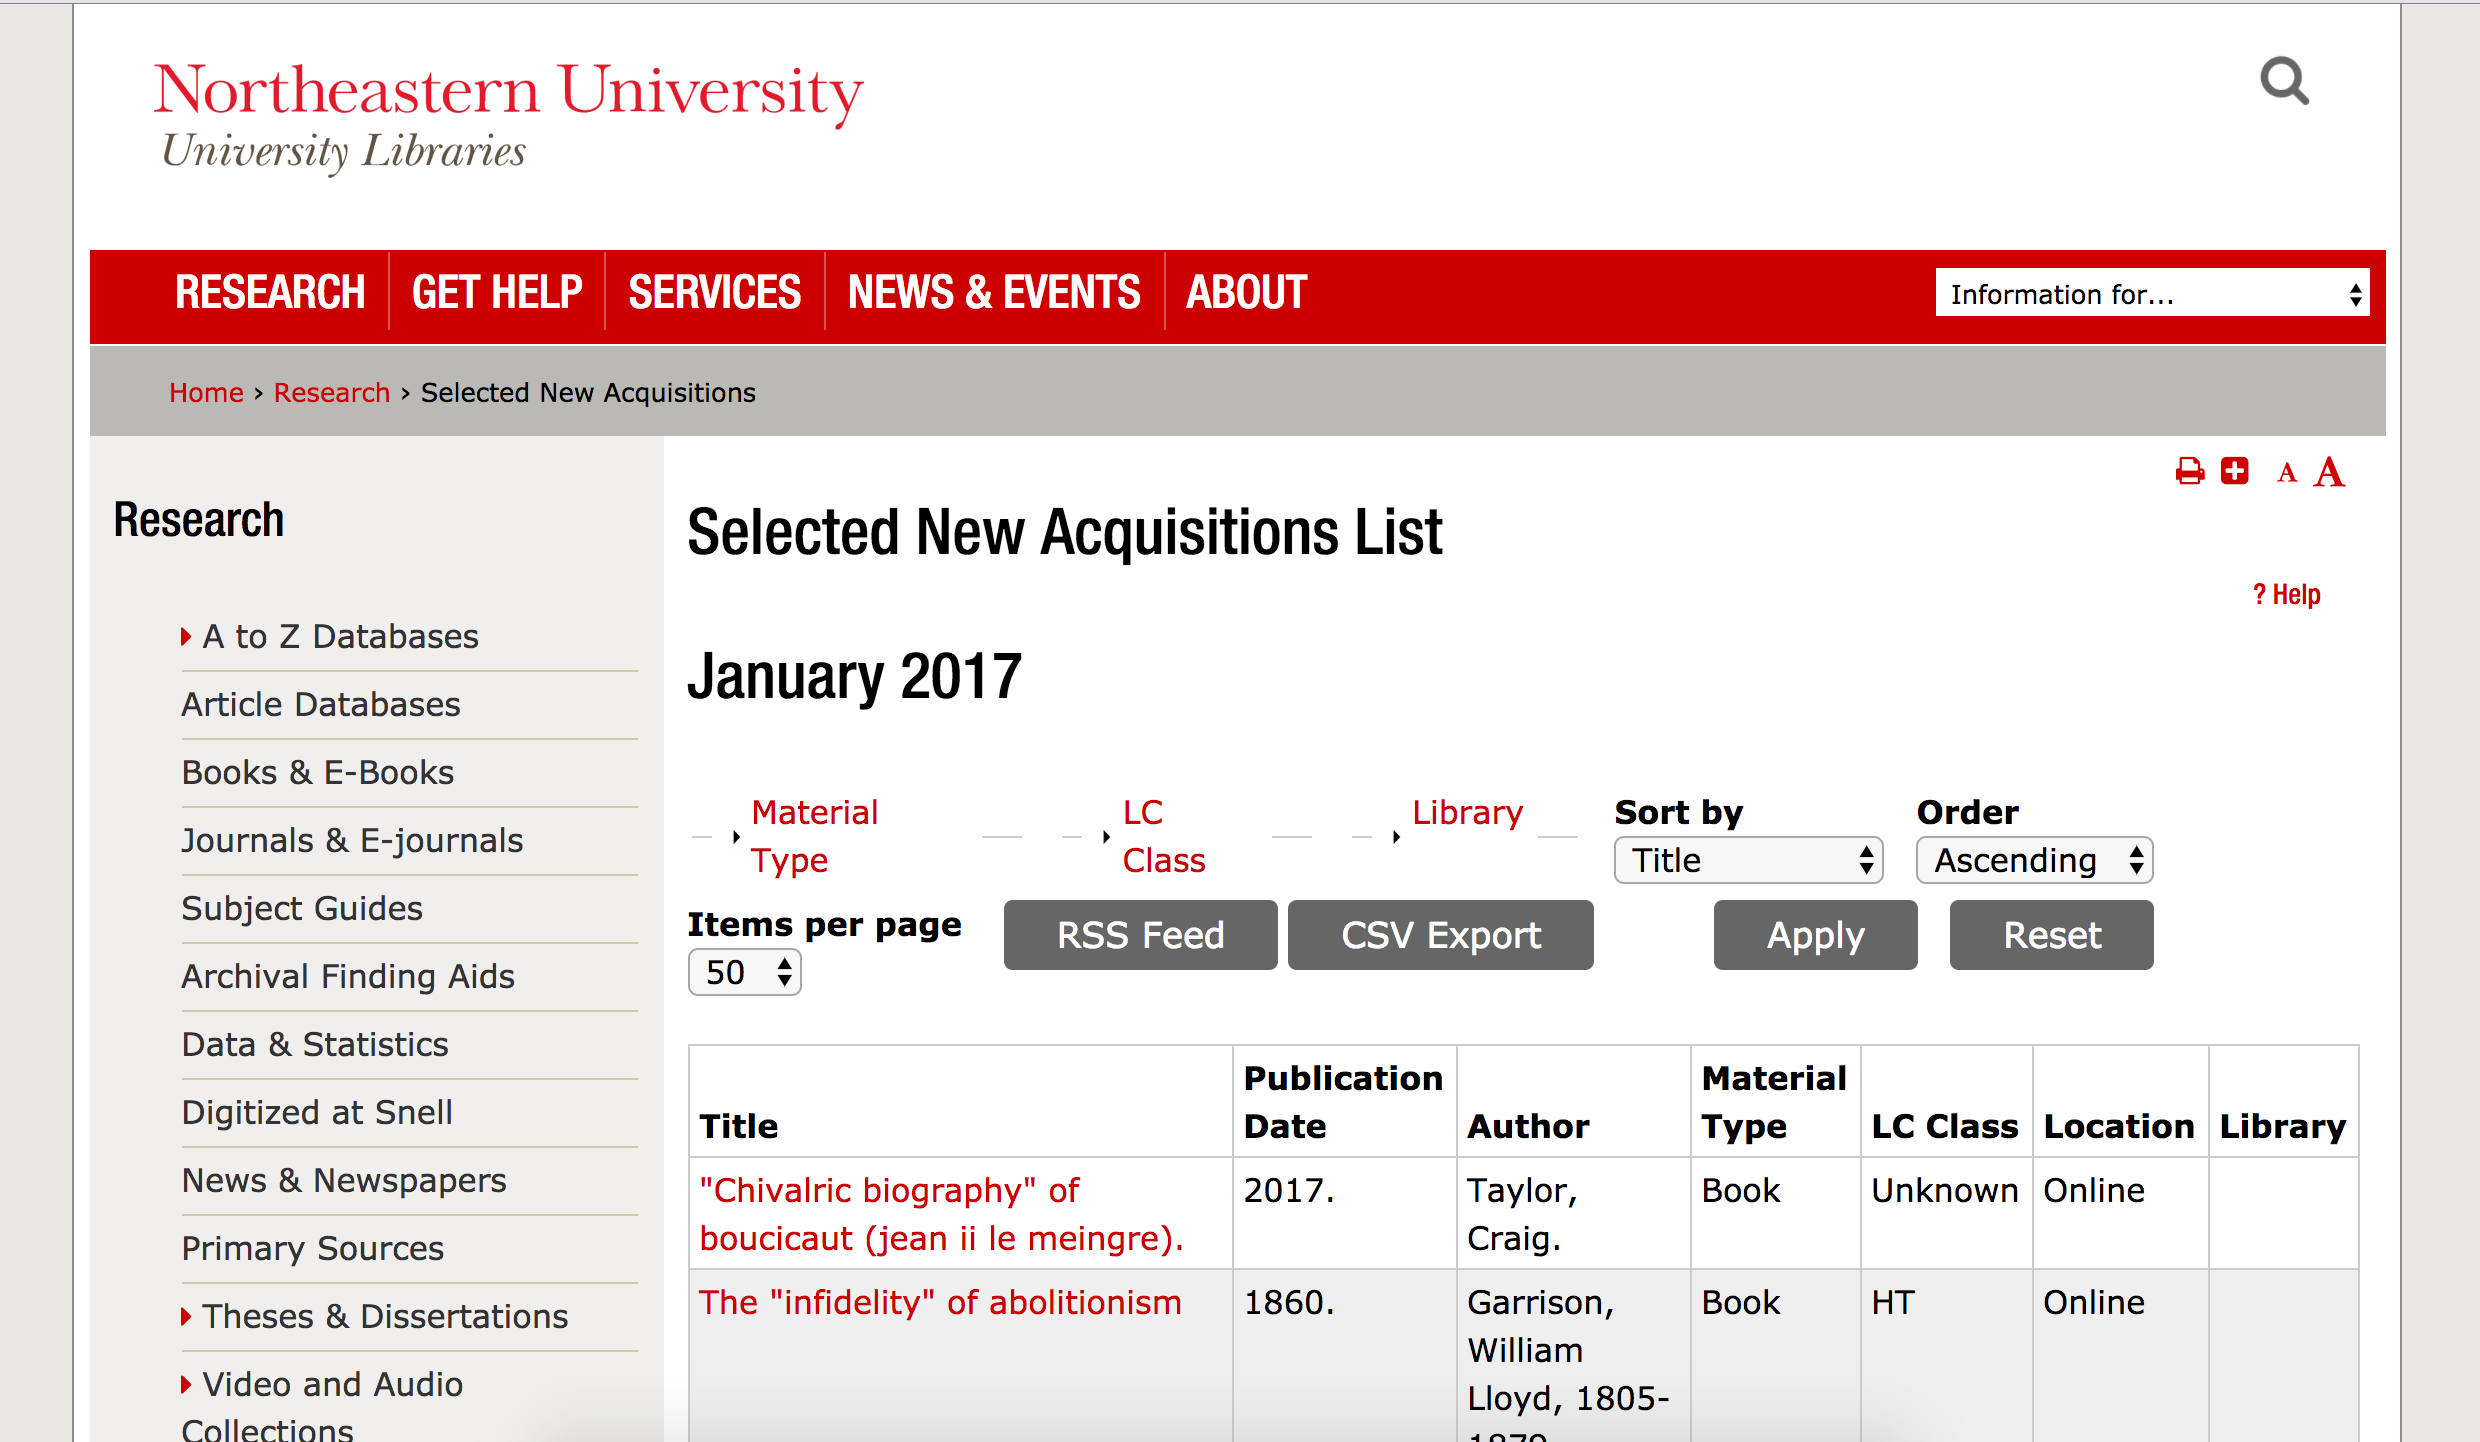 Northeastern University
University Libraries
RESEARCH
GET HELP
SERVICES
NEWS & EVENTS
ABOUT
Information for...
Home › Research › Selected New Acquisitions
Research
A to Z Databases
Article Databases
Books & E-Books
Journals & E-journals
Subject Guides
Archival Finding Aids
Data & Statistics
Digitized at Snell
News & Newspapers
Primary Sources
Theses & Dissertations
Video and Audio
Collections
A A
Selected New Acquisitions List
? Help
January 2017
Material
Type
LC
Class
Library
Sort by
Title
Order
Ascending
Items per page
50
RSS Feed
CSV Export
Apply
Reset
Title
Publication
Date
Author
Material
Type
LC Class
Location
Library
"Chivalric biography" of
boucicaut (jean ii le meingre).
2017.
Taylor,
Craig.
Book
Unknown
Online
The "infidelity" of abolitionism
1860.
Garrison,
William
Lloyd, 1805-
1879
Book
HT
Online